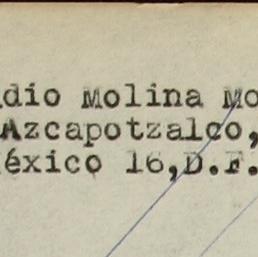 dio Molina Mo
Azcapotzalco,
éxico 16,D.F.